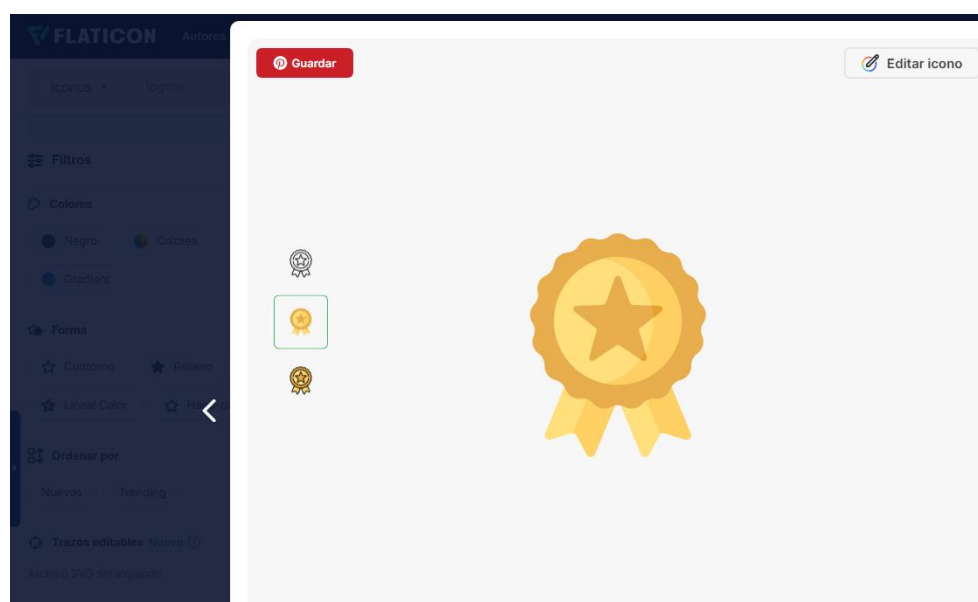 FLATICON Autores
Guardar
Editar icono
Iconos logros
Filtros
Colores
Negro Colores
Gradient
Forma
Contorno Relleno
Lineal Color
Ordenar por
Nuevos Trending
Trazos editables Nuevo
Archivo SVG sin expandir